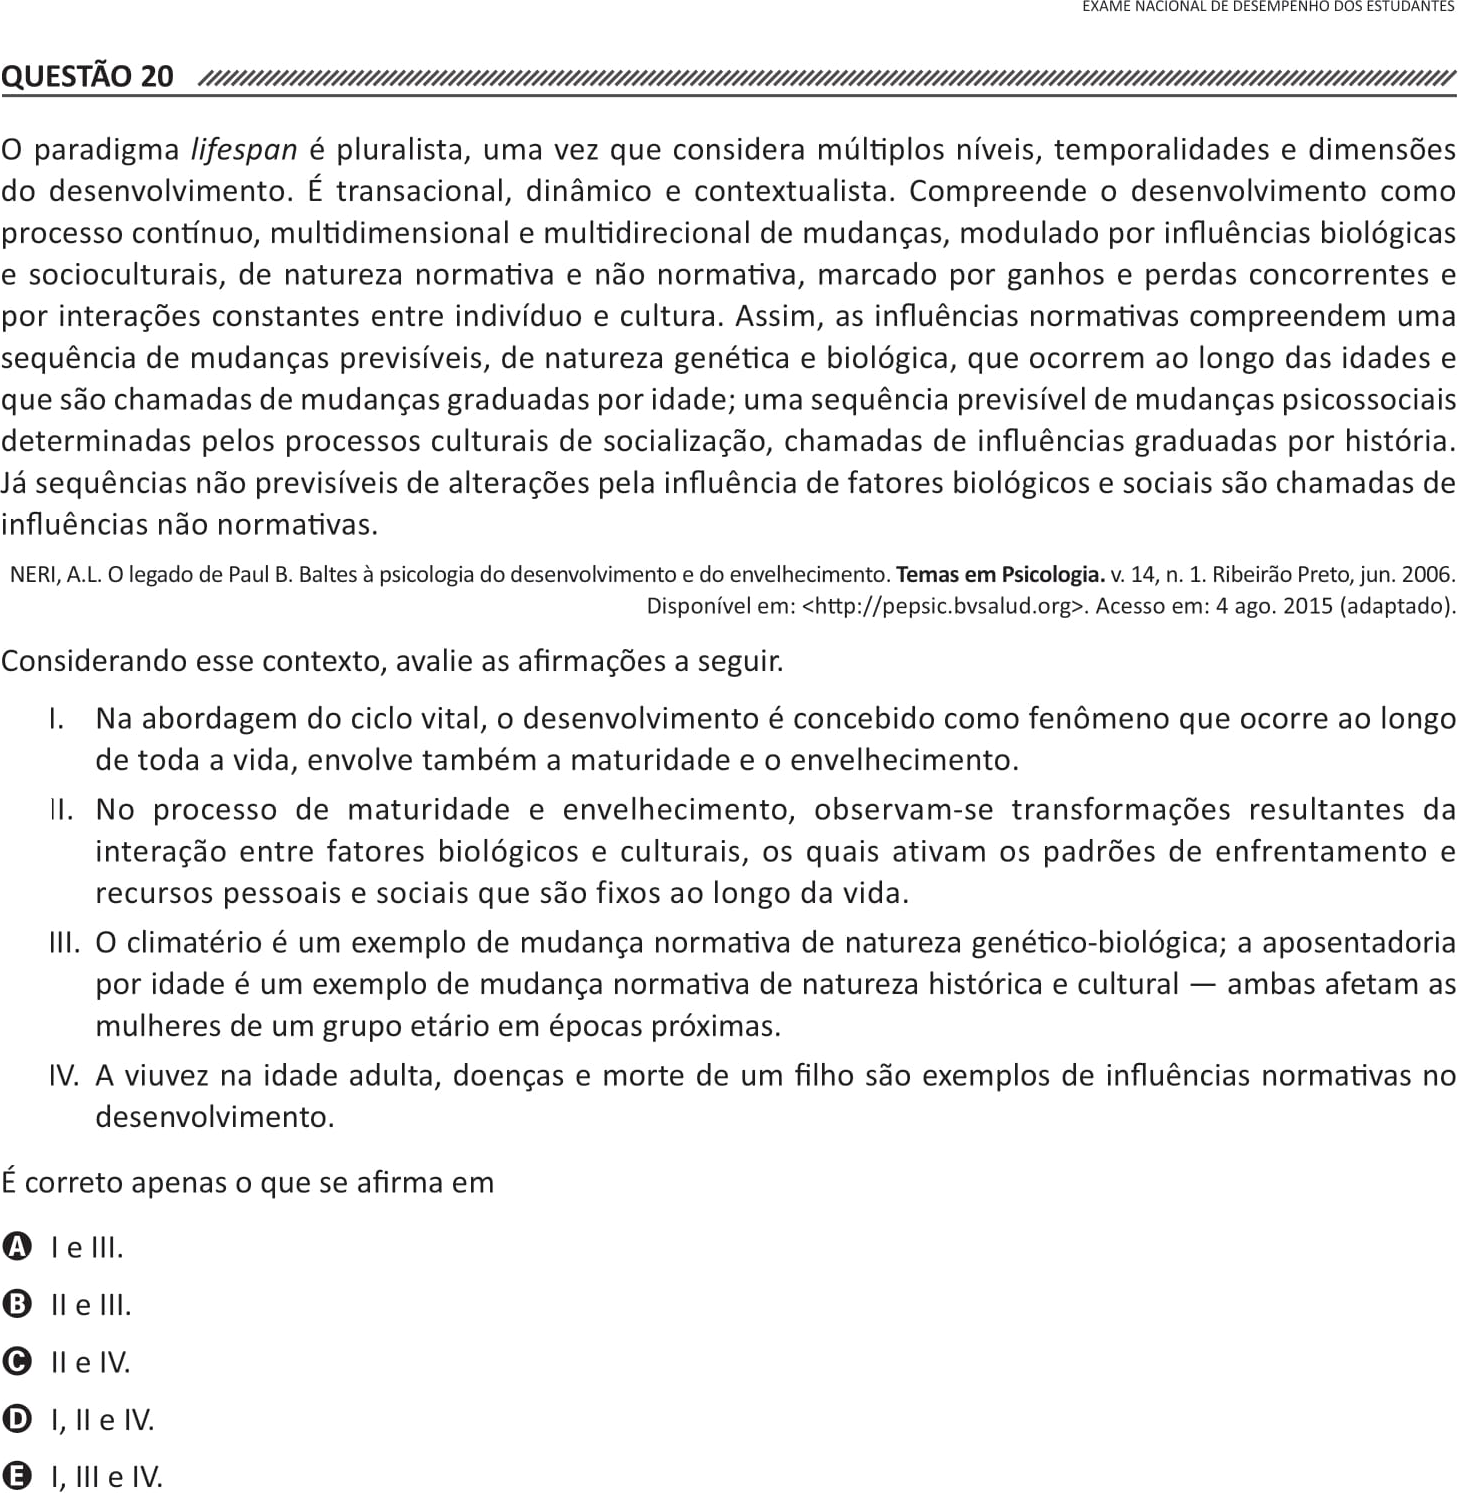 EXAME NACIONAL DE DESEMPENHO DOS ESTUDANTES
QUESTÃO 20
O paradigma lifespan é pluralista, uma vez que considera múltiplos níveis, temporalidades e dimensões
do desenvolvimento. É transacional, dinâmico e contextualista. Compreende o desenvolvimento como
processo contínuo, multidimensional e multidirecional de mudanças, modulado por influências biológicas
e socioculturais, de natureza normativa e não normativa, marcado por ganhos e perdas concorrentes e
por interações constantes entre indivíduo e cultura. Assim, as influências normativas compreendem uma
sequência de mudanças previsíveis, de natureza genética e biológica, que ocorrem ao longo das idades e
que são chamadas de mudanças graduadas por idade; uma sequência previsível de mudanças psicossociais
determinadas pelos processos culturais de socialização, chamadas de influências graduadas por história.
Já sequências não previsíveis de alterações pela influência de fatores biológicos e sociais são chamadas de
influências não normativas.
NERI, A.L. O legado de Paul B. Baltes à psicologia do desenvolvimento e do envelhecimento. Temas em Psicologia. v. 14, n. 1. Ribeirão Preto, jun. 2006.
Disponível em: <http://pepsic.bvsalud.org>. Acesso em: 4 ago. 2015 (adaptado).
Considerando esse contexto, avalie as afirmações a seguir.
I. Na abordagem do ciclo vital, o desenvolvimento é concebido como fenômeno que ocorre ao longo
de toda a vida, envolve também a maturidade e o envelhecimento.
II. No processo de maturidade e envelhecimento, observam-se transformações resultantes da
interação entre fatores biológicos e culturais, os quais ativam os padrões de enfrentamento e
recursos pessoais e sociais que são fixos ao longo da vida.
III. O climatério é um exemplo de mudança normativa de natureza genético-biológica; a aposentadoria
por idade é um exemplo de mudança normativa de natureza histórica e cultural — ambas afetam as
mulheres de um grupo etário em épocas próximas.
IV. A viuvez na idade adulta, doenças e morte de um filho são exemplos de influências normativas no
desenvolvimento.
É correto apenas o que se afirma em
A I e III.
B II e III.
C II e IV.
D I, II e IV.
E I, III e IV.